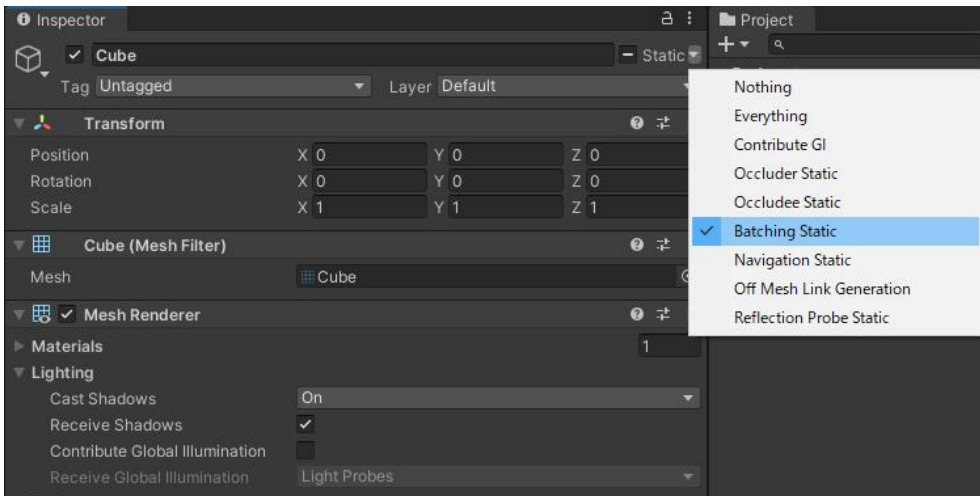 Inspector
Project
Cube
Static
Tag Untagged Layer Default
Transform
Position X 0 Y 0 Z 0
Rotation X 0 Y 0 Z 0
Scale X 1 Y 1 Z 1
Cube (Mesh Filter)
Mesh Cube
Mesh Renderer
Materials 1
Lighting
Cast Shadows On
Receive Shadows
Contribute Global Illumination
Receive Global Illumination Light Probes
Nothing
Everything
Contribute GI
Occluder Static
Occludee Static
Batching Static
Navigation Static
Off Mesh Link Generation
Reflection Probe Static